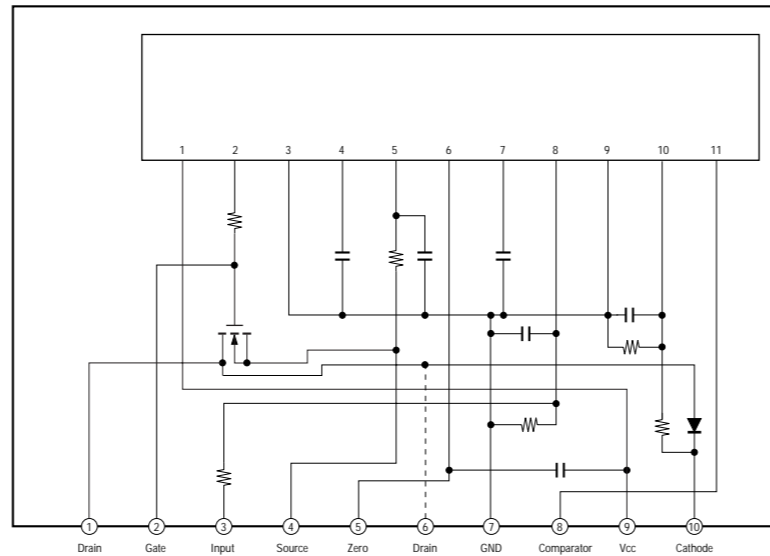 1 2 3 4 5 6 7 8 9 10 11
1 2 3 4 5 6 7 8 9 10
Drain Gate Input Source Zero Drain GND Comparator Vcc Cathode